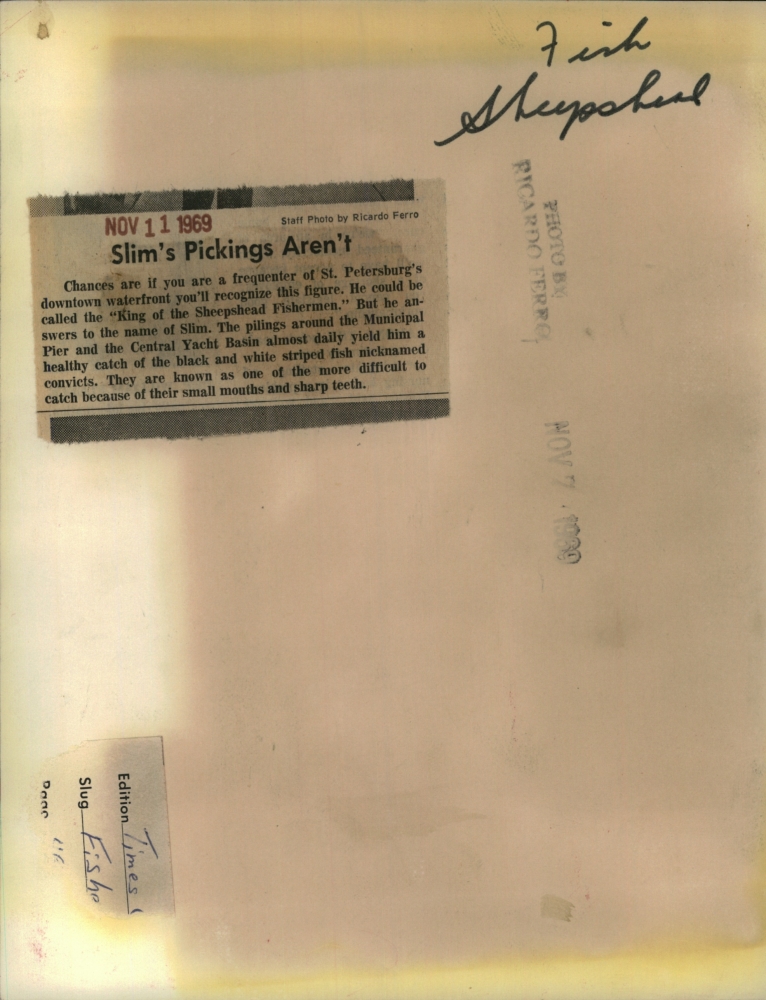 Fish
Sheepshead
PHOTO BY
RICARDO FERRO
NOV 7 1969
NOV 11 1969
Staff Photo by Ricardo Ferro
Slim's Pickings Aren't
Chances are if you are a frequenter of St. Petersburg's
downtown waterfront you'll recognize this figure. He could be
called the "King of the Sheepshead Fishermen." But he an-
swers to the name of Slim. The pilings around the Municipal
Pier and the Central Yacht Basin almost daily yield him a
healthy catch of the black and white striped fish nicknamed
convicts. They are known as one of the more difficult to
catch because of their small mouths and sharp teeth.
Edition Times
Slug Fishe
Page